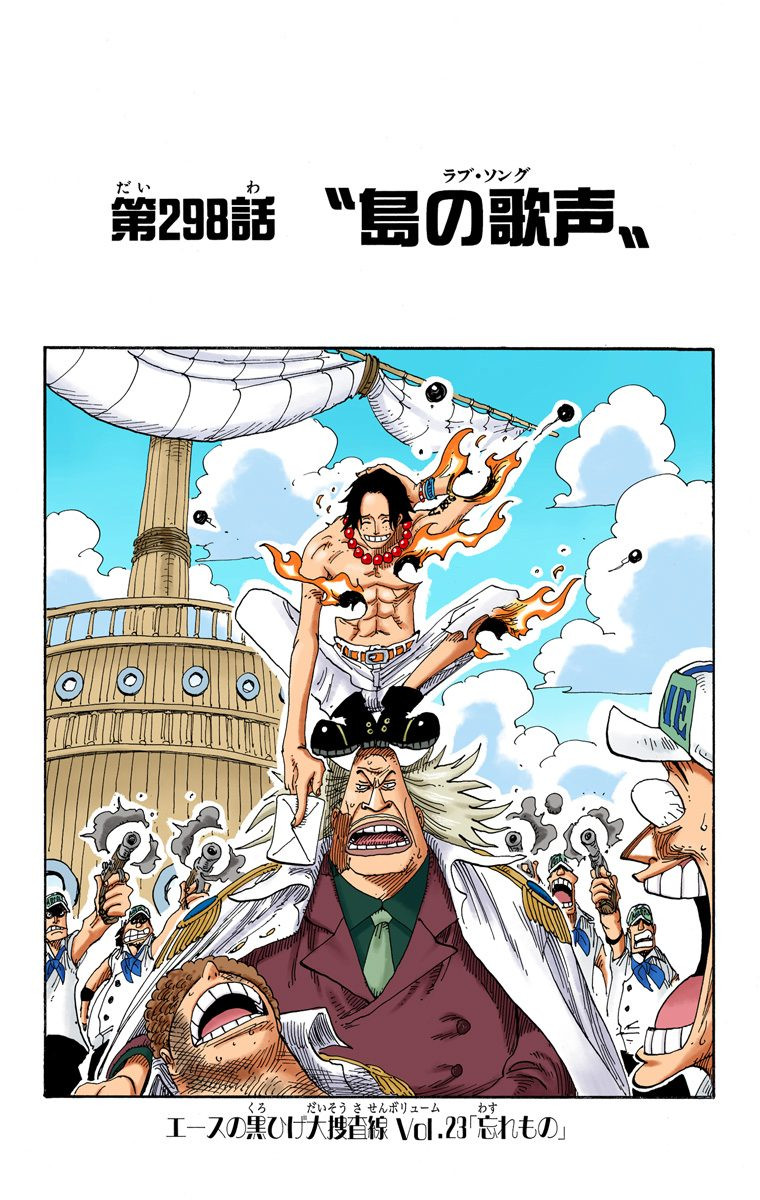 だい わ ラブ・ソング
第298話 〝島の歌声〟
NE
くろ だいそう さ せんボリューム わす
エースの黒ひげ大捜査線 Vol.23「忘れもの」